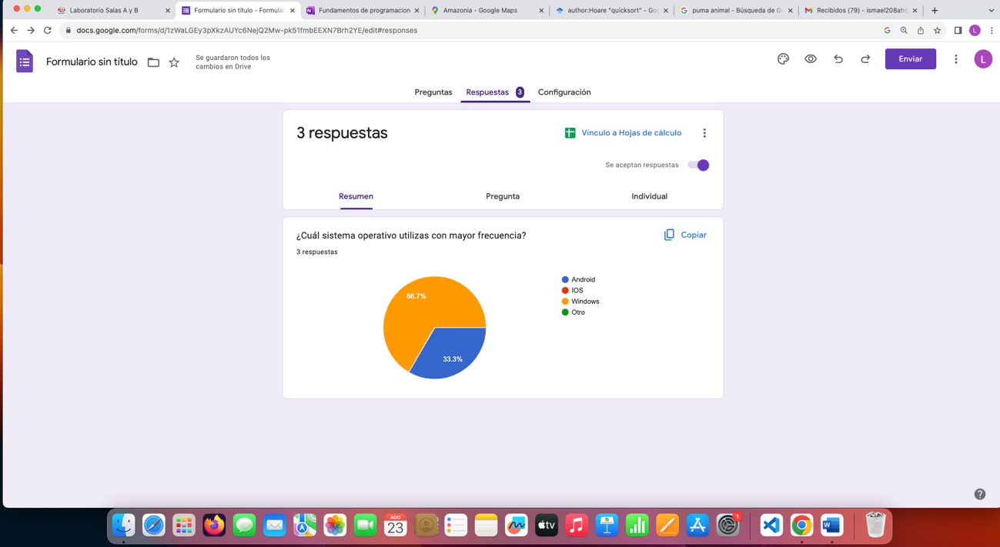 Laboratorio Salas A y B
Formulario sin título - Formula
Fundamentos de programacion
Amazonia - Google Maps
author:Hoare "quicksort" - Go
puma animal - Búsqueda de G
Recibidos (79) - ismael208ah@
docs.google.com/forms/d/1zWaLGEy3pXkzAUYc6NejQ2Mw-pk51fmbEEXN7Brh2YE/edit#responses
L
Formulario sin título
Se guardaron todos los
cambios en Drive
Enviar
L
Preguntas
Respuestas 3
Configuración
3 respuestas
Vínculo a Hojas de cálculo
Se aceptan respuestas
Resumen
Pregunta
Individual
¿Cuál sistema operativo utilizas con mayor frecuencia?
Copiar
3 respuestas
Android
IOS
Windows
Otro
66.7%
33.3%
AGO
23
tv
1
W